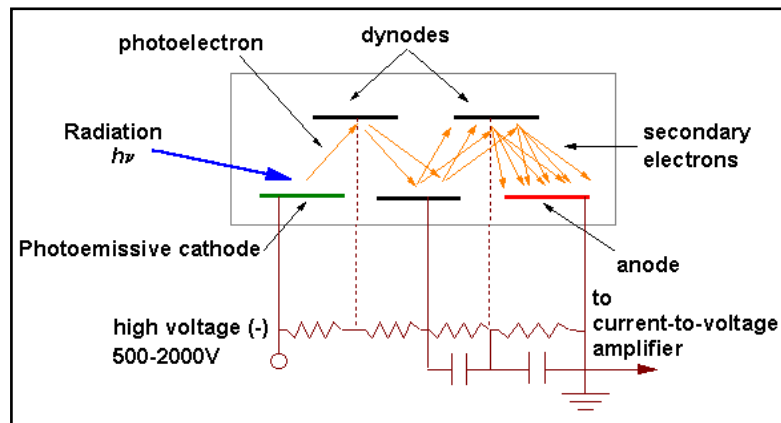 dynodes
photoelectron
Radiation
hν
secondary
electrons
Photoemissive cathode
anode
to
current-to-voltage
amplifier
high voltage (-)
500-2000V